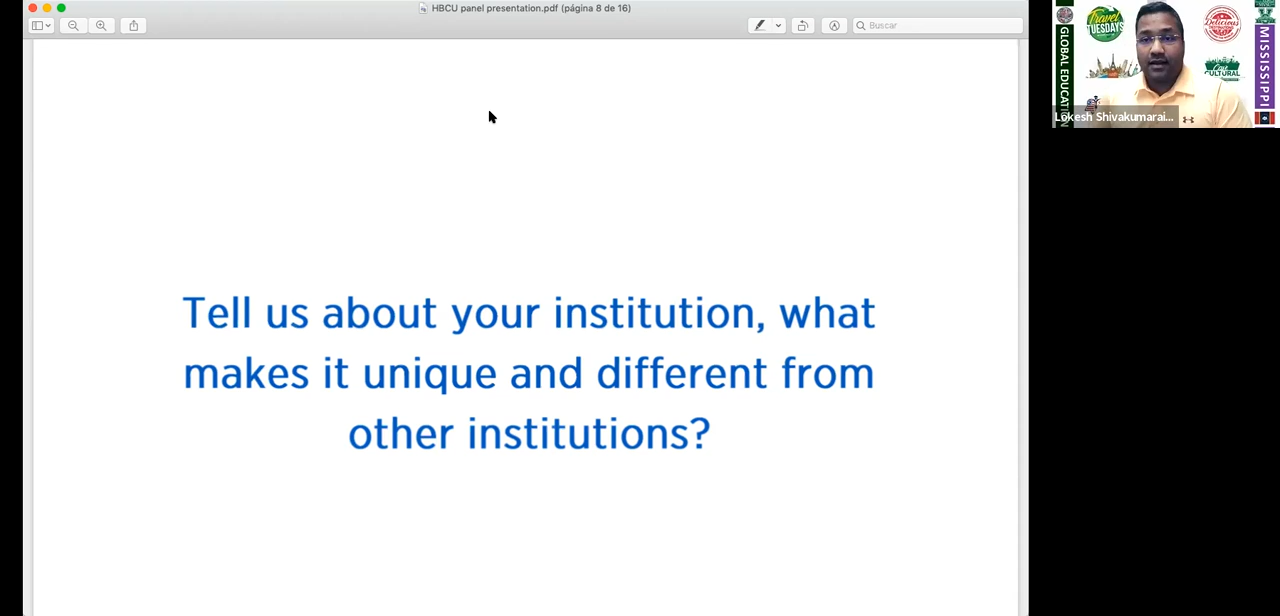 HBCU panel presentation.pdf (página 8 de 16)
Buscar
Tell us about your institution, what
makes it unique and different from
other institutions?
GLOBAL EDUCATION
Travel
TUESDAYS
Delicious
CULTURAL
MISSISSIPPI
Lokesh Shivakumarai...